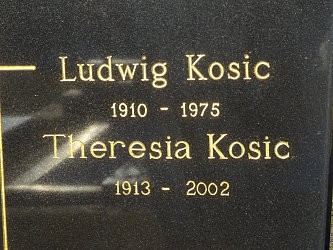 Ludwig Kosic
1910 - 1975
Theresia Kosic
1913 - 2002